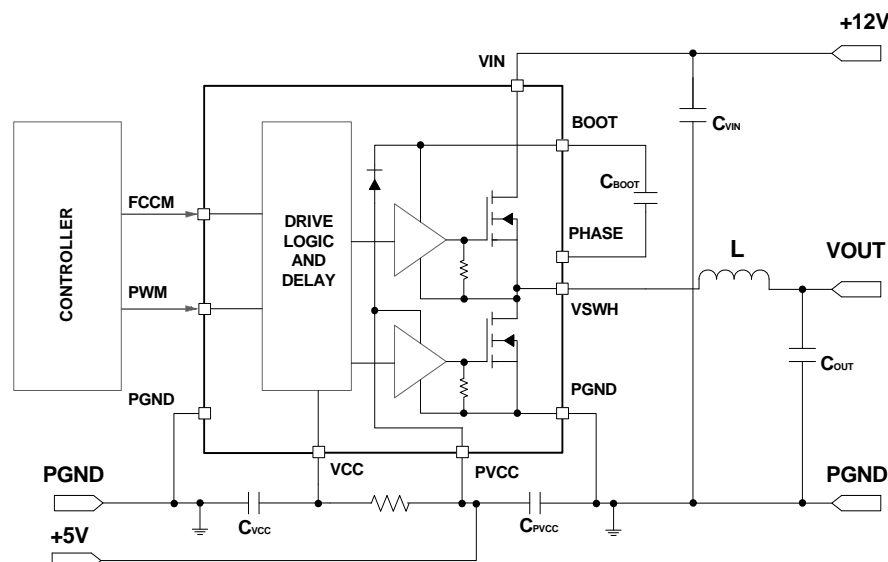 +12V
VIN
BOOT
CVIN
CBOOT
CONTROLLER
FCCM
DRIVE
LOGIC
AND
DELAY
PHASE
L
VOUT
PWM
VSWH
COUT
PGND
PGND
VCC
PVCC
PGND
PGND
CVCC
CPVCC
+5V